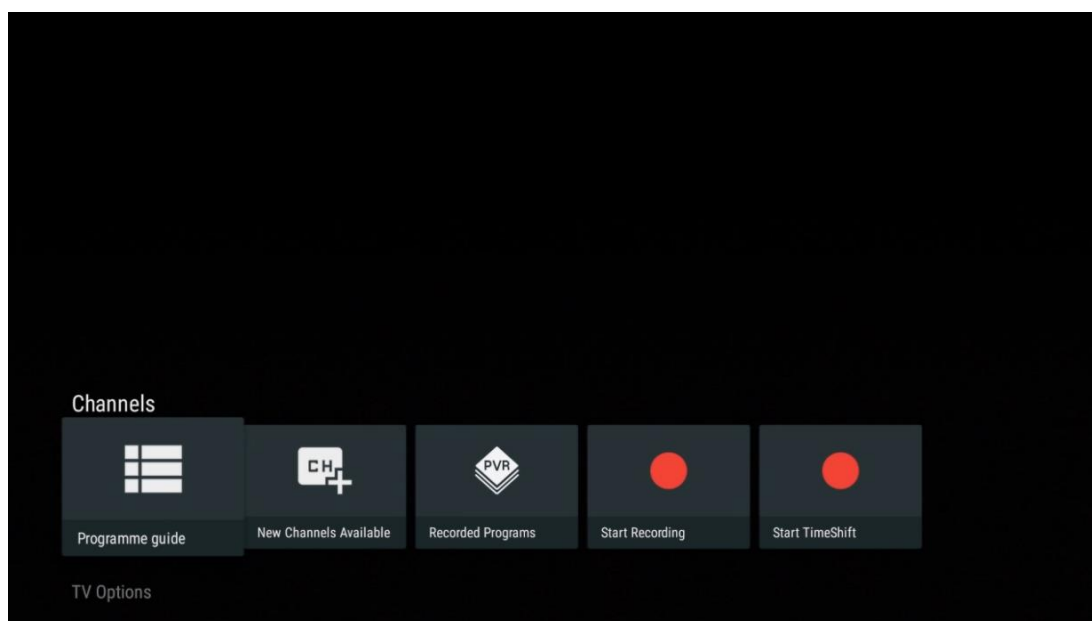 Channels
CH
PVR
Programme guide
New Channels Available
Recorded Programs
Start Recording
Start TimeShift
TV Options